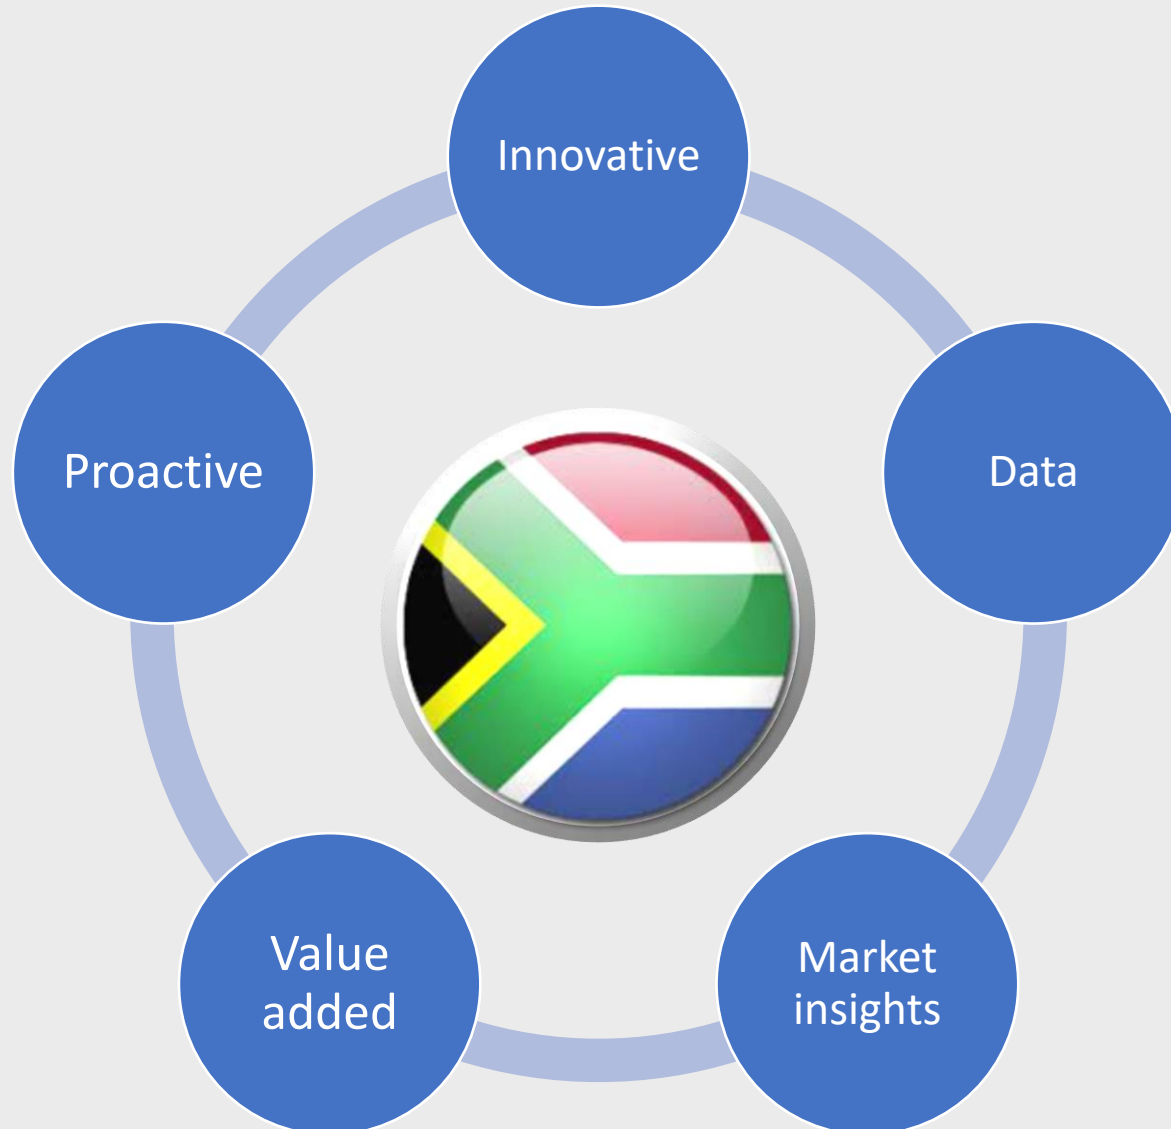 Innovative
Data
Market
insights
Value
added
Proactive